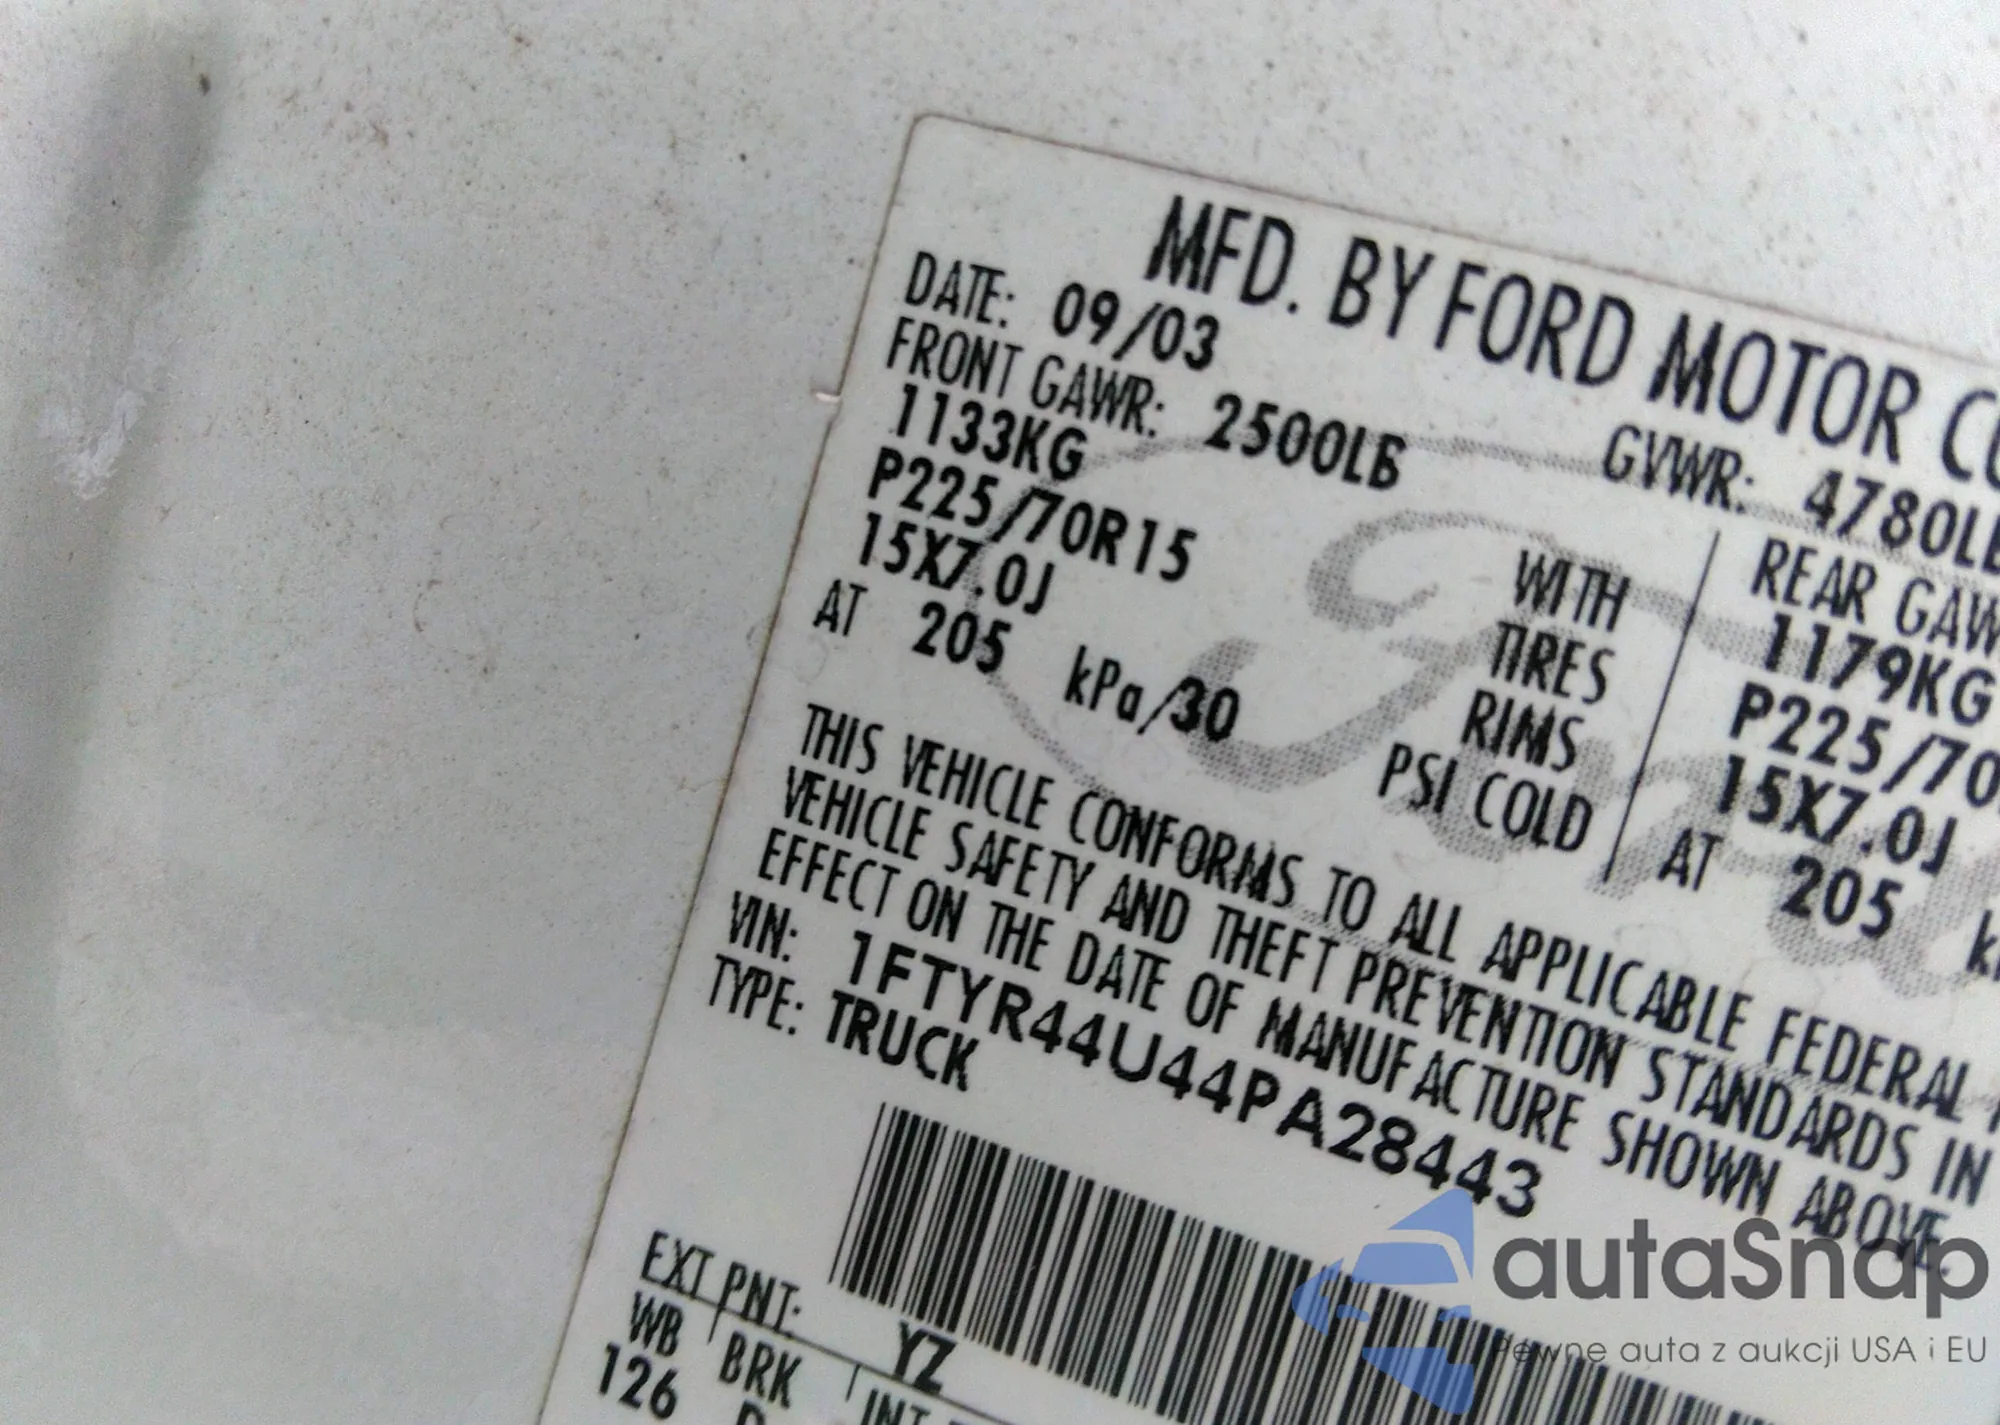 MFD. BY FORD MOTOR CO
DATE: 09/03 GVWR: 4780LB
FRONT GAWR: 2500LB REAR GAW
1133KG WITH 1179KG
P225/70R15 TIRES P225/70
15X7.0J RIMS 15X7.0J
AT 205 kPa/30 PSI COLD AT 205 k
THIS VEHICLE CONFORMS TO ALL APPLICABLE FEDERAL
VEHICLE SAFETY AND THEFT PREVENTION STANDARDS IN
EFFECT ON THE DATE OF MANUFACTURE SHOWN ABOVE.
VIN: 1FTYR44U44PA28443
TYPE: TRUCK
EXT PNT: YZ
WB BRK INT
126
autaSnap
Pewne auta z aukcji USA i EU